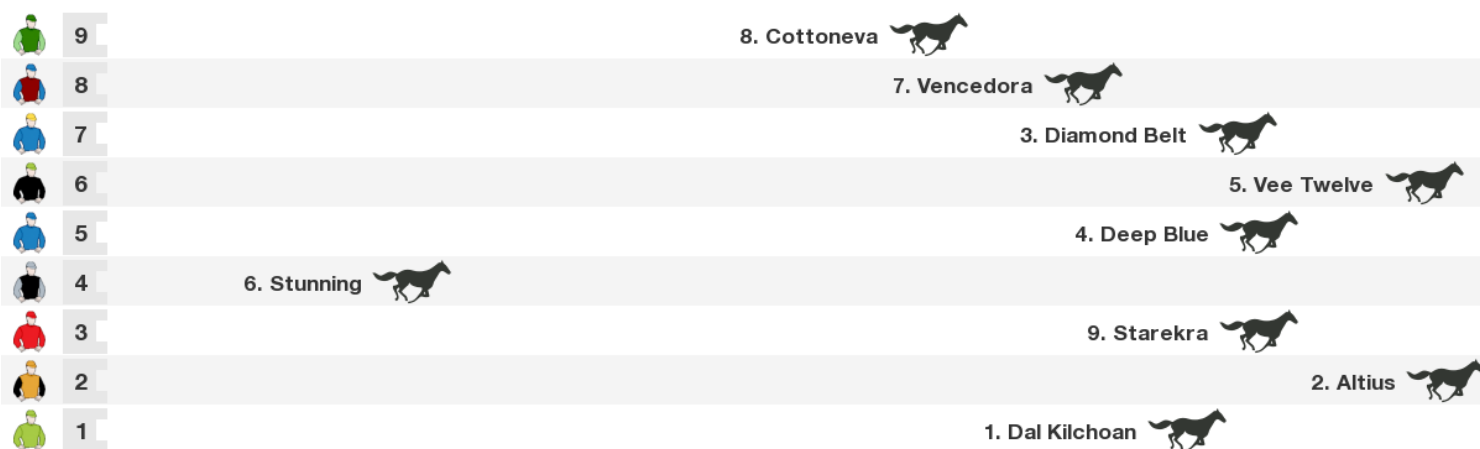 9 8. Cottoneva
8 7. Vencedora
7 3. Diamond Belt
6 5. Vee Twelve
5 4. Deep Blue
4 6. Stunning
3 9. Starekra
2 2. Altius
1 1. Dal Kilchoan